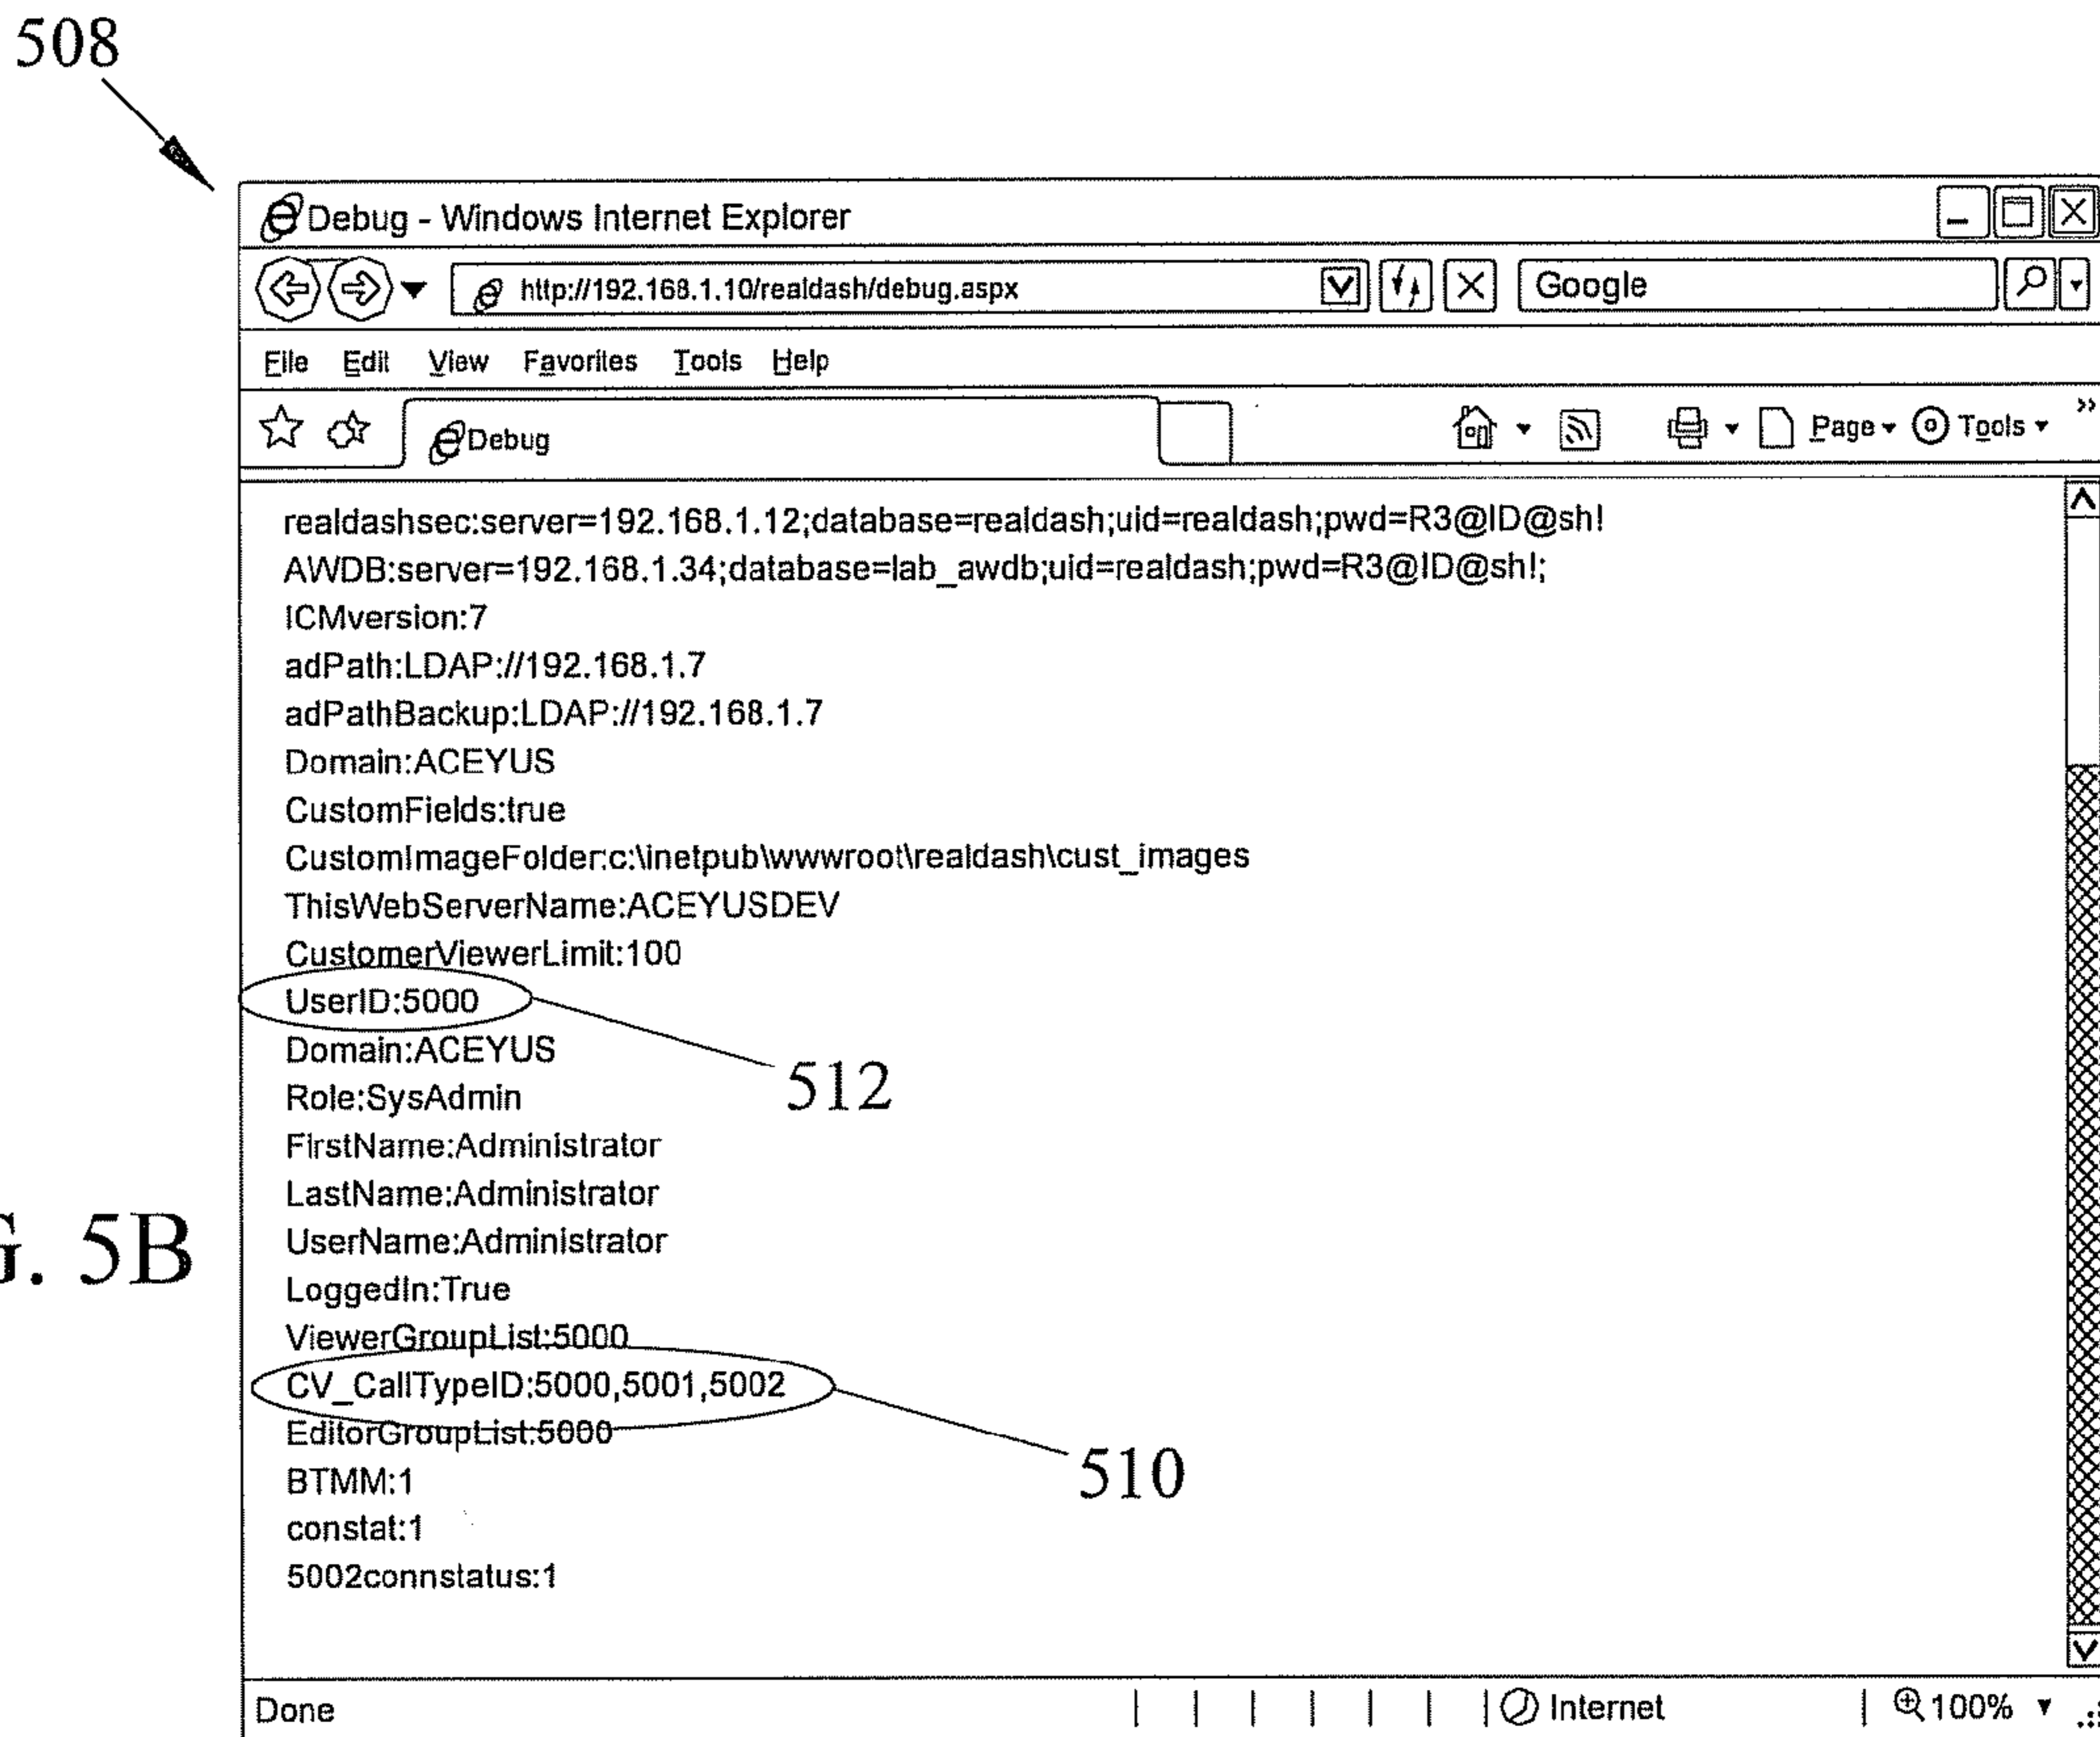 508
Debug - Windows Internet Explorer
http://192.168.1.10/realdash/debug.aspx
Google
File Edit View Favorites Tools Help
Debug
Page Tools »
realdashsec:server=192.168.1.12;database=realdash;uid=realdash;pwd=R3@lD@sh!
AWDB:server=192.168.1.34;database=lab_awdb;uid=realdash;pwd=R3@lD@sh!;
ICMversion:7
adPath:LDAP://192.168.1.7
adPathBackup:LDAP://192.168.1.7
Domain:ACEYUS
CustomFields:true
CustomImageFolder:c:\inetpub\wwwroot\realdash\cust_images
ThisWebServerName:ACEYUSDEV
CustomerViewerLimit:100
UserID:5000
Domain:ACEYUS
512
Role:SysAdmin
FirstName:Administrator
LastName:Administrator
UserName:Administrator
G. 5B
LoggedIn:True
ViewerGroupList:5000
CV_CallTypeID:5000,5001,5002
EditorGroupList:5000
510
BTMM:1
constat:1
5002connstatus:1
Done
Internet
100%